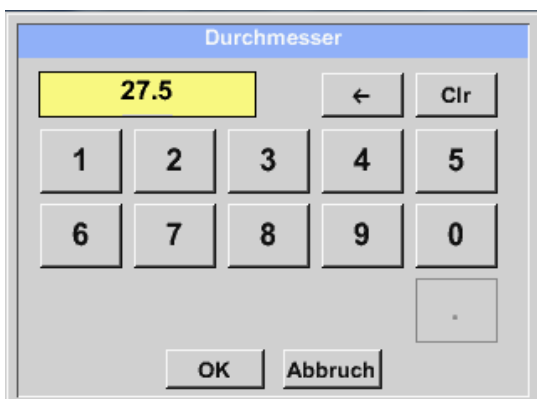 Durchmesser
27.5 ← Clr
1 2 3 4 5
6 7 8 9 0
.
OK Abbruch